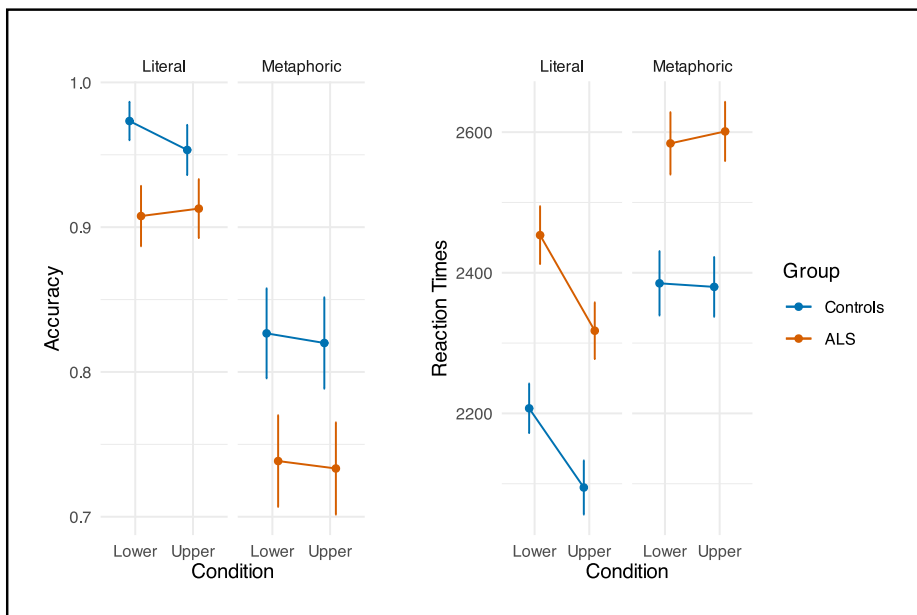 Literal
Metaphoric
1.0
0.9
0.8
0.7
Accuracy
Lower
Upper
Lower
Upper
Condition
Literal
Metaphoric
2600
2400
2200
Reaction Times
Lower
Upper
Lower
Upper
Condition
Group
Controls
ALS